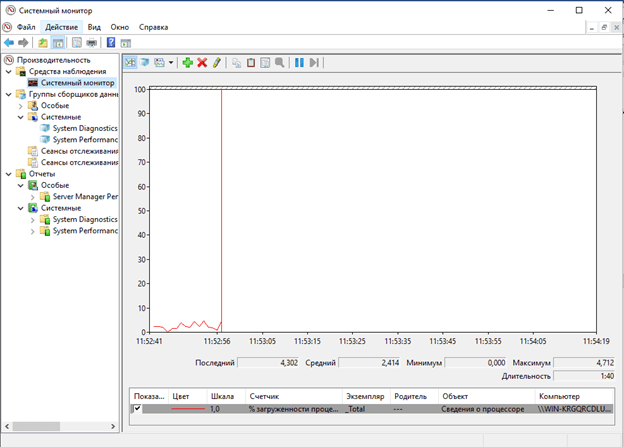 Системный монитор
Файл Действие Вид Окно Справка
Производительность
Средства наблюдения
Системный монитор
Группы сборщиков данн
Особые
Системные
System Diagnostics
System Performanc
Сеансы отслеживания
Сеансы отслеживания
Отчеты
Особые
Server Manager Per
Системные
System Diagnostics
System Performanc
100
90
80
70
60
50
40
30
20
10
0
11:52:41 11:52:56 11:53:05 11:53:15 11:53:25 11:53:35 11:53:45 11:53:55 11:54:05 11:54:19
Последний 4,302 Средний 2,414 Минимум 0,000 Максимум 4,712
Длительность 1:40
Показа... Цвет Шкала Счетчик Экземпляр Родитель Объект Компьютер
1,0 % загруженности проце... _Total --- Сведения о процессоре \\WIN-KRGQRCDLU...